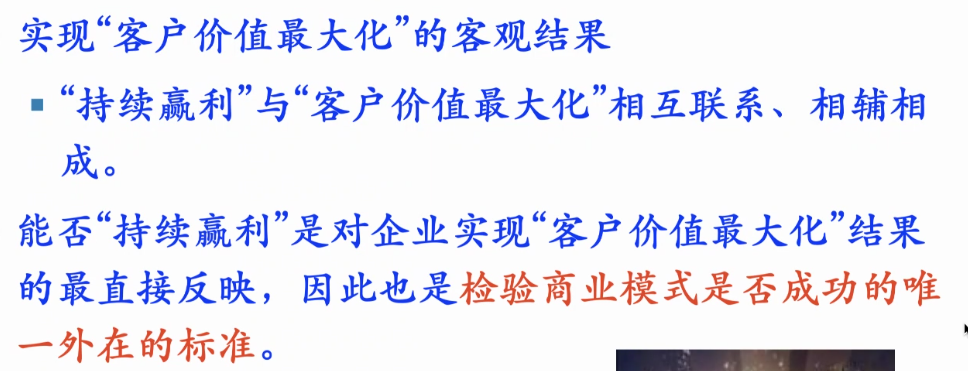 实现“客户价值最大化”的客观结果
▪ “持续赢利”与“客户价值最大化”相互联系、相辅相
成。
能否“持续赢利”是对企业实现“客户价值最大化”结果
的最直接反映，因此也是检验商业模式是否成功的唯
一外在的标准。